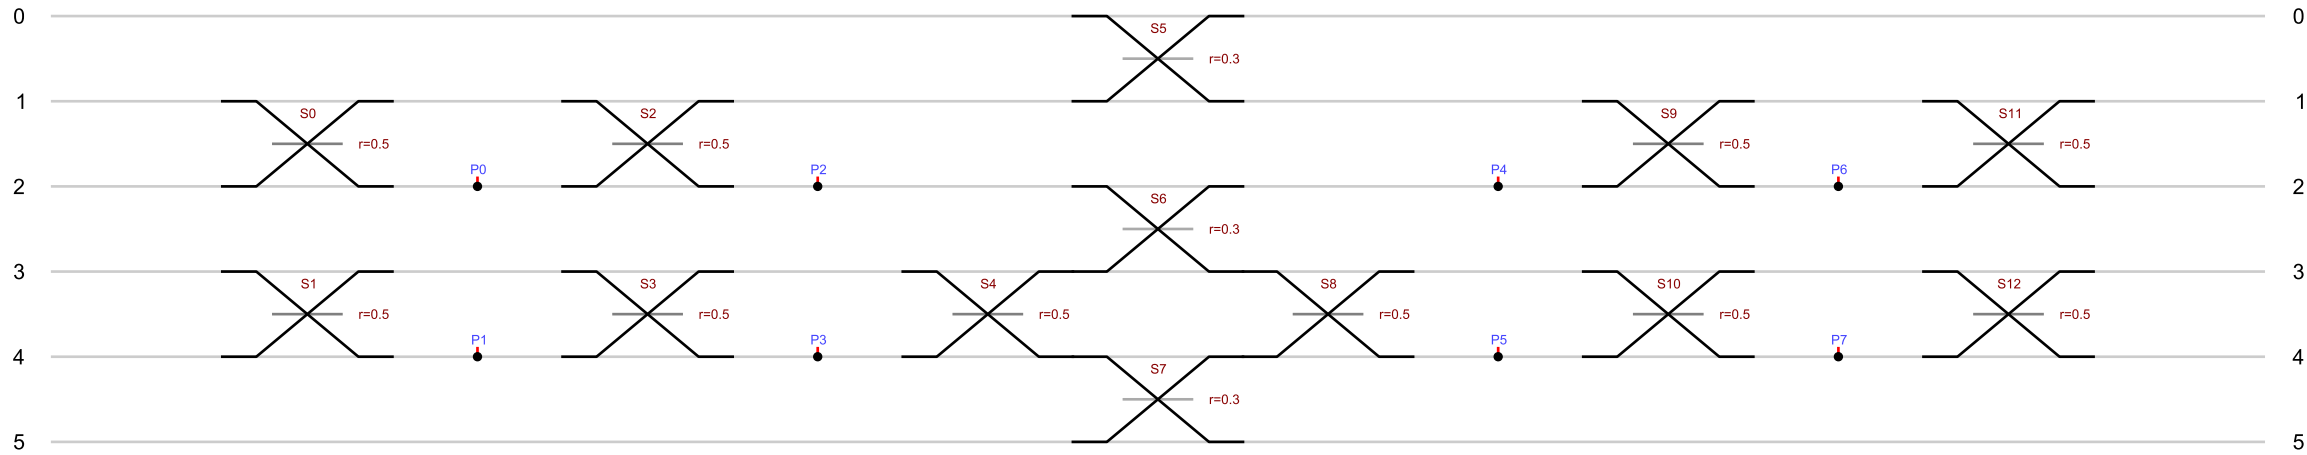 0 S5 0
r=0.3
1 S0 S2 S9 S11 1
r=0.5 r=0.5 r=0.5 r=0.5
P0 P2 P4 P6
2 S6 2
r=0.3
3 S1 S3 S4 S8 S10 S12 3
r=0.5 r=0.5 r=0.5 r=0.5 r=0.5 r=0.5
P1 P3 P5 P7
4 S7 4
r=0.3
5 5